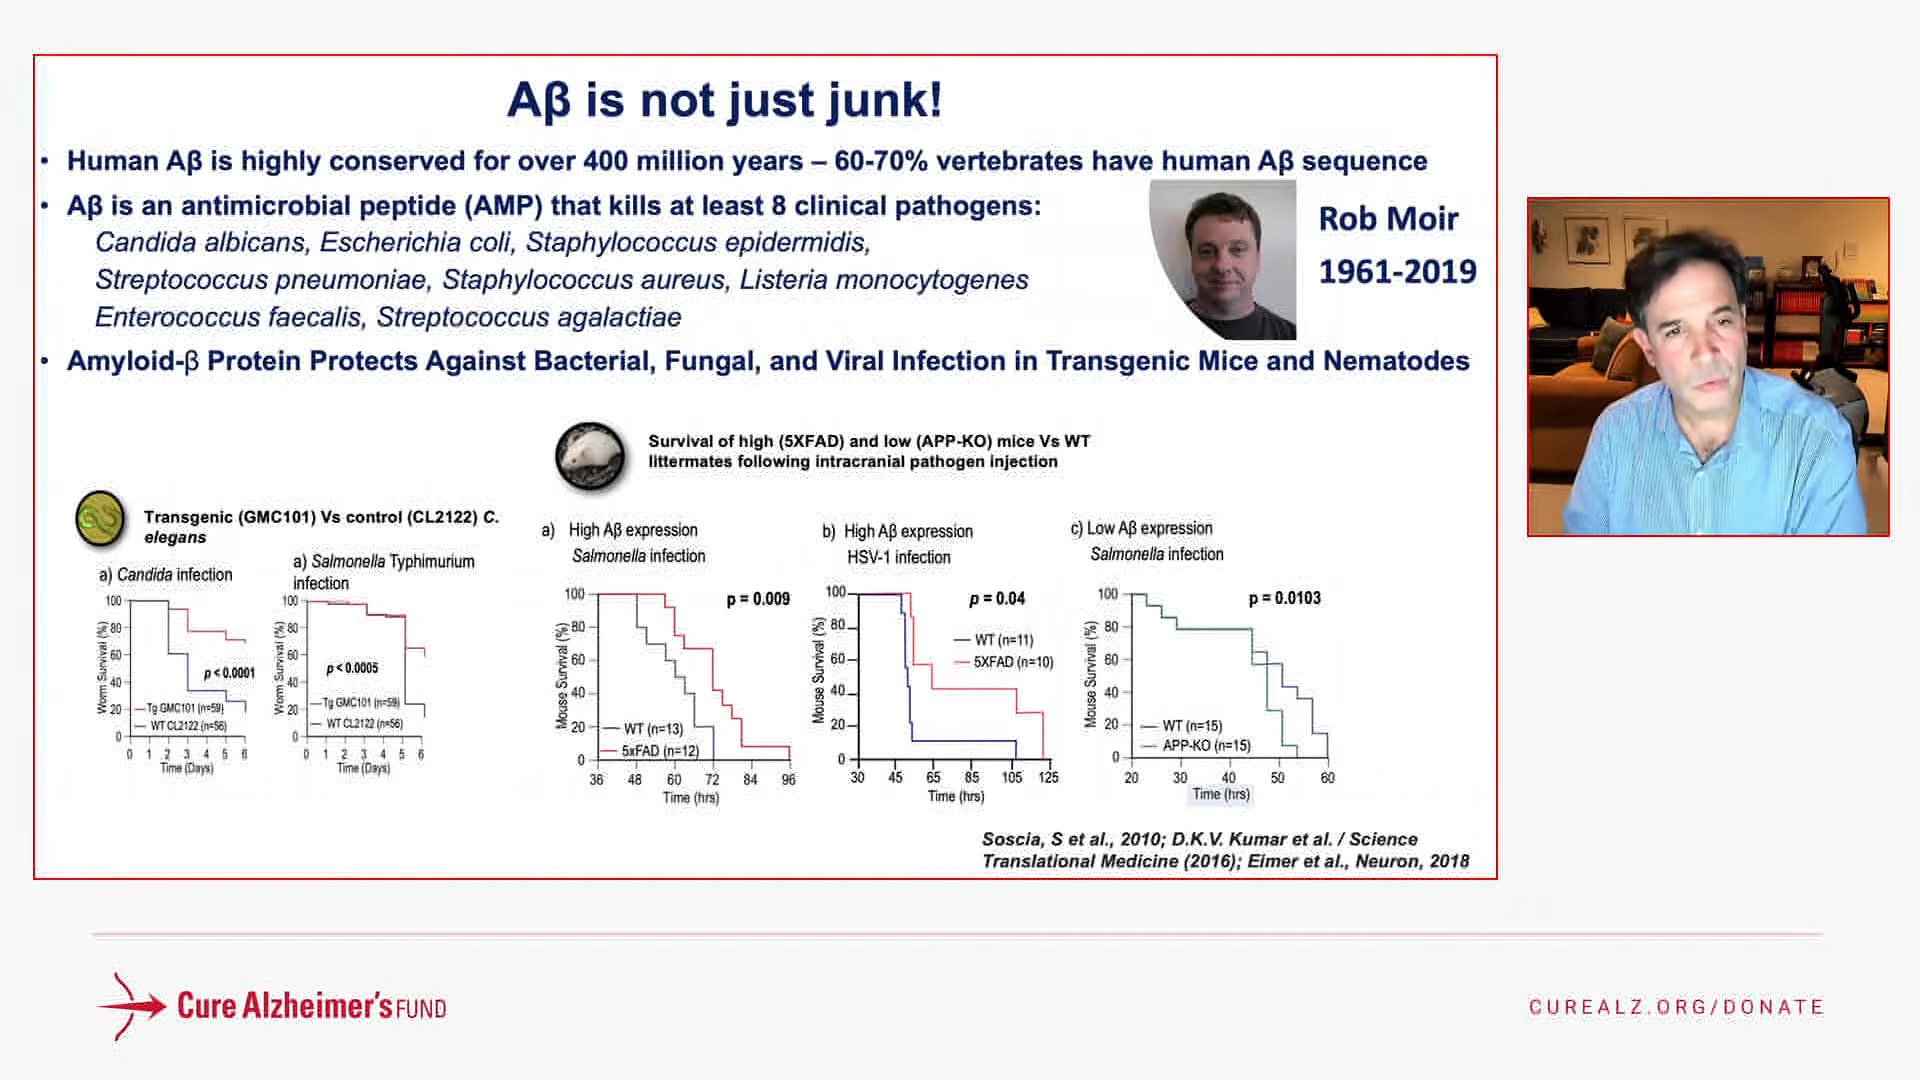 Aβ is not just junk!
• Human Aβ is highly conserved for over 400 million years – 60-70% vertebrates have human Aβ sequence
• Aβ is an antimicrobial peptide (AMP) that kills at least 8 clinical pathogens:
Candida albicans, Escherichia coli, Staphylococcus epidermidis,
Streptococcus pneumoniae, Staphylococcus aureus, Listeria monocytogenes
Enterococcus faecalis, Streptococcus agalactiae
Rob Moir
1961-2019
• Amyloid-β Protein Protects Against Bacterial, Fungal, and Viral Infection in Transgenic Mice and Nematodes
Survival of high (5XFAD) and low (APP-KO) mice Vs WT
littermates following intracranial pathogen injection
Transgenic (GMC101) Vs control (CL2122) C.
elegans
a) Candida infection
100
80
60
40
20
0
Worm Survival (%)
p < 0.0001
Tg GMC101 (n=59)
WT CL2122 (n=56)
0 1 2 3 4 5 6
Time (Days)
a) Salmonella Typhimurium
infection
100
80
60
40
20
0
Worm Survival (%)
p < 0.0005
Tg GMC101 (n=59)
WT CL2122 (n=56)
0 1 2 3 4 5 6
Time (Days)
a) High Aβ expression
Salmonella infection
100
80
60
40
20
0
Mouse Survival (%)
p = 0.009
WT (n=13)
5xFAD (n=12)
36 48 60 72 84 96
Time (hrs)
b) High Aβ expression
HSV-1 infection
100
80
60
40
20
0
Mouse Survival (%)
p = 0.04
WT (n=11)
5XFAD (n=10)
30 45 65 85 105 125
Time (hrs)
c) Low Aβ expression
Salmonella infection
100
80
60
40
20
0
Mouse Survival (%)
p = 0.0103
WT (n=15)
APP-KO (n=15)
20 30 40 50 60
Time (hrs)
Soscia, S et al., 2010; D.K.V. Kumar et al. / Science
Translational Medicine (2016); Eimer et al., Neuron, 2018
Cure Alzheimer's FUND
CUREALZ.ORG/DONATE